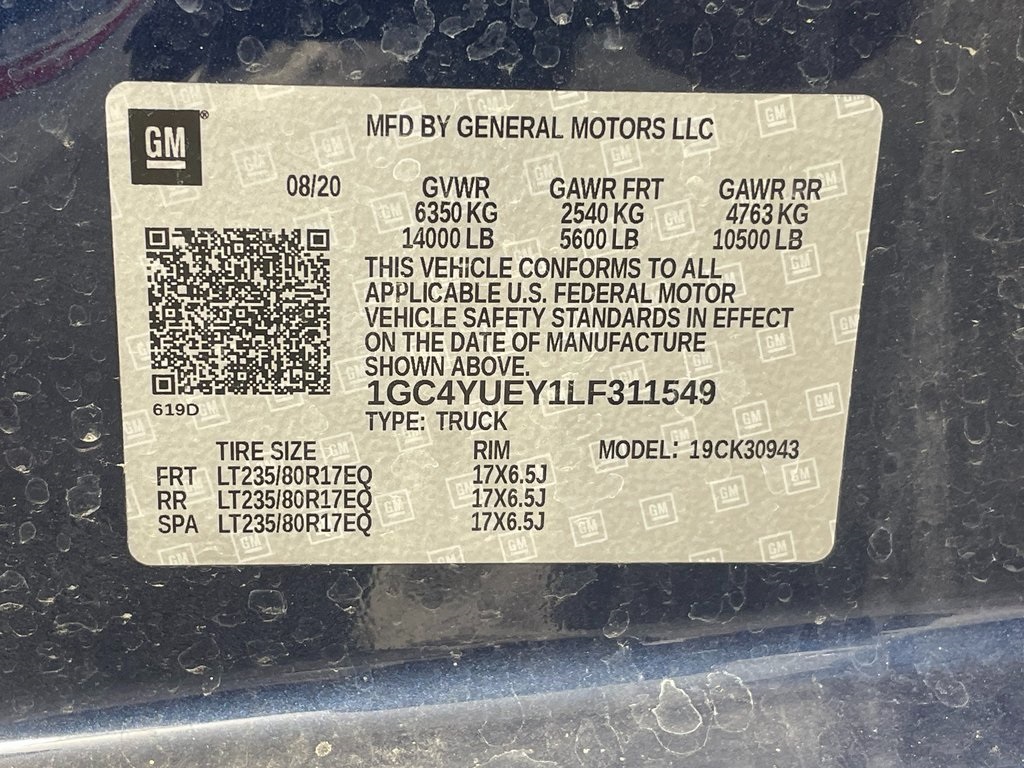 GM®
MFD BY GENERAL MOTORS LLC
08/20 GVWR GAWR FRT GAWR RR
6350 KG 2540 KG 4763 KG
14000 LB 5600 LB 10500 LB
THIS VEHICLE CONFORMS TO ALL
APPLICABLE U.S. FEDERAL MOTOR
VEHICLE SAFETY STANDARDS IN EFFECT
ON THE DATE OF MANUFACTURE
SHOWN ABOVE.
1GC4YUEY1LF311549
619D
TYPE: TRUCK
TIRE SIZE RIM MODEL: 19CK30943
FRT LT235/80R17EQ 17X6.5J
RR LT235/80R17EQ 17X6.5J
SPA LT235/80R17EQ 17X6.5J